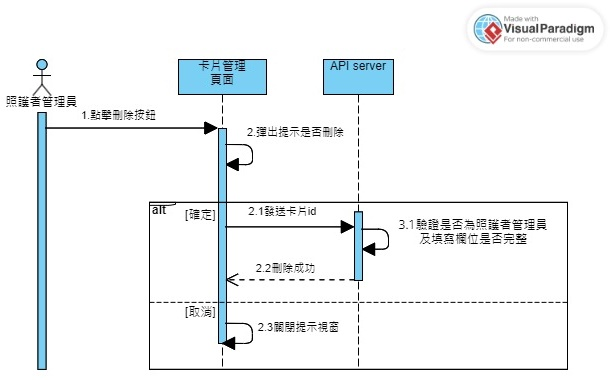 Made with
VisualParadigm
For non-commercial use
照護者管理員
卡片管理
頁面
API server
1.點擊刪除按鈕
2.彈出提示是否刪除
alt
[確定]
2.1發送卡片id
3.1驗證是否為照護者管理員
及填寫欄位是否完整
2.2刪除成功
[取消]
2.3關閉提示視窗